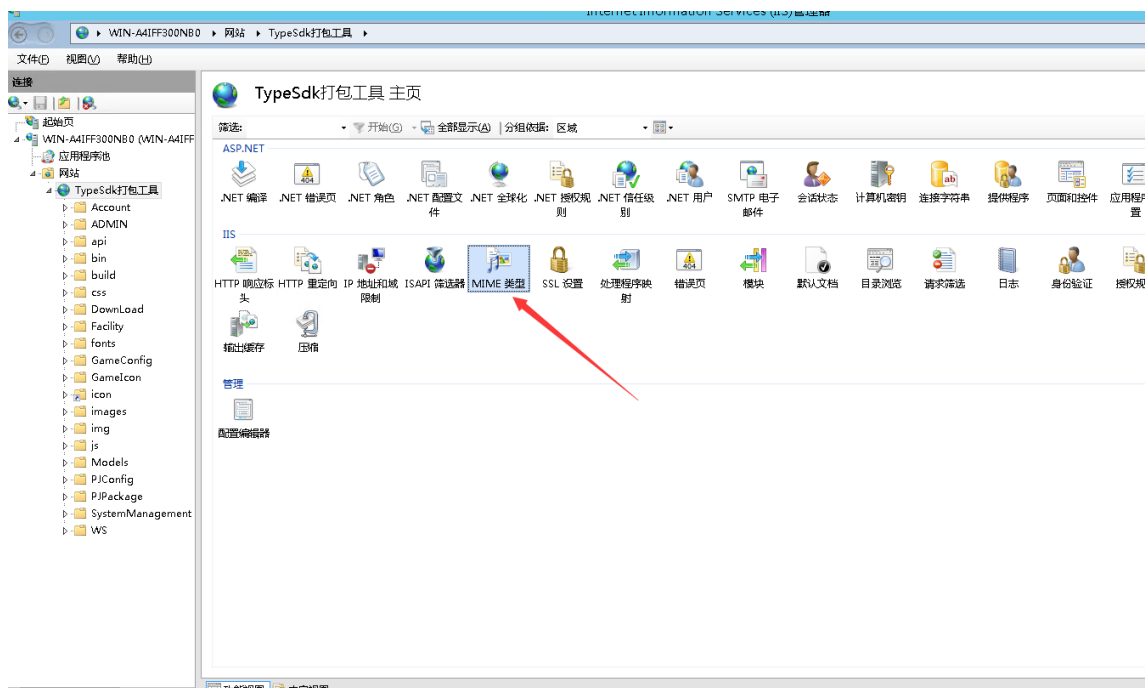 Internet Information Services (IIS)管理器
WIN-A4IFF300NB0 网站 TypeSdk打包工具
文件(F) 视图(V) 帮助(H)
连接
起始页
WIN-A4IFF300NB0 (WIN-A4IFF
应用程序池
网站
TypeSdk打包工具
Account
ADMIN
api
bin
build
css
DownLoad
Facility
fonts
GameConfig
GameIcon
icon
images
img
js
Models
PJConfig
PJPackage
SystemManagement
WS
TypeSdk打包工具 主页
筛选: 开始(G) 全部显示(A) 分组依据: 区域
ASP.NET
.NET 编译 .NET 错误页 .NET 角色 .NET 配置文 .NET 全球化 .NET 授权规 .NET 信任级 .NET 用户 SMTP 电子 会话状态 计算机密钥 连接字符串 提供程序 页面和控件 应用程序
件 则 别 邮件 置
IIS
HTTP 响应标 HTTP 重定向 IP 地址和域 ISAPI 筛选器 MIME 类型 SSL 设置 处理程序映 错误页 模块 默认文档 目录浏览 请求筛选 日志 身份验证 授权规
头 限制 射
输出缓存 压缩
管理
配置编辑器
功能视图 内容视图